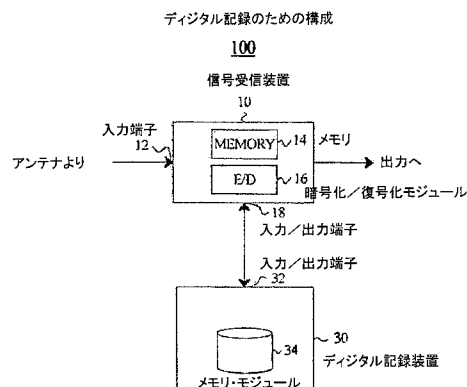 ディジタル記録のための構成
100
信号受信装置
10
入力端子
12
MEMORY
14
メモリ
アンテナより
出力へ
E/D
16
暗号化/復号化モジュール
18
入力/出力端子
入力/出力端子
32
34
30
ディジタル記録装置
メモリ・モジュール